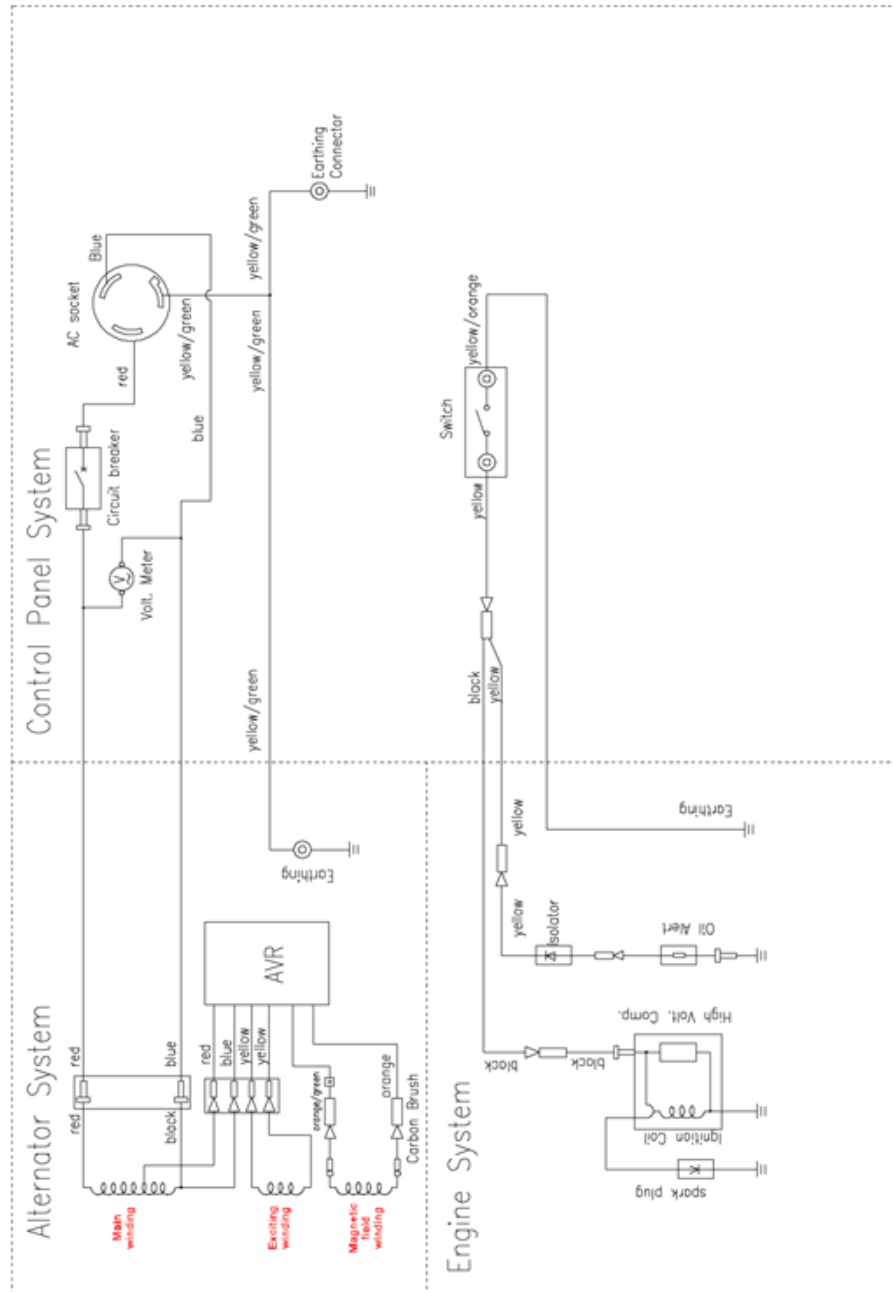 Control Panel System
AC socket
Blue
red
Circuit breaker
V
Volt. Meter
yellow/green
blue
yellow/green
yellow/green
Earthing
Connector
yellow/green
Switch
yellow/orange
yellow
black
yellow
Alternator System
red
blue
red
black
Main
winding
red
blue
yellow
yellow
AVR
Earthing
Exciting
winding
orange/green
orange
Carbon Brush
Magnetic
field
winding
Engine System
yellow
yellow
Isolator
Oil Alert
Earthing
black
black
High Volt. Comp.
Ignition Coil
spark plug